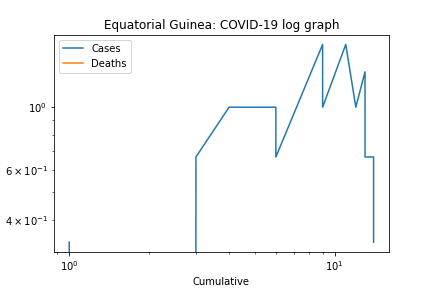 Equatorial Guinea: COVID-19 log graph
Cases
Deaths
10⁰
6 × 10⁻¹
4 × 10⁻¹
10⁰ 10¹
Cumulative